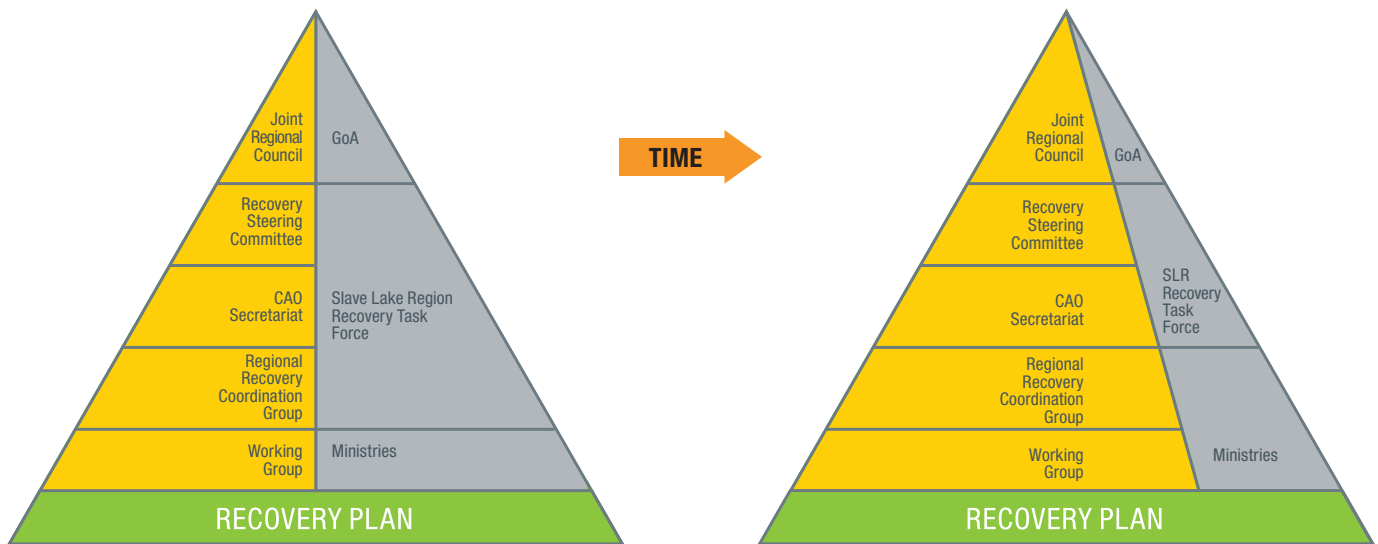 Joint
Regional
Council
GoA
Recovery
Steering
Committee
CAO
Secretariat
Slave Lake Region
Recovery Task
Force
Regional
Recovery
Coordination
Group
Working
Group
Ministries
RECOVERY PLAN
TIME
Joint
Regional
Council
GoA
Recovery
Steering
Committee
CAO
Secretariat
SLR
Recovery
Task
Force
Regional
Recovery
Coordination
Group
Working
Group
Ministries
RECOVERY PLAN